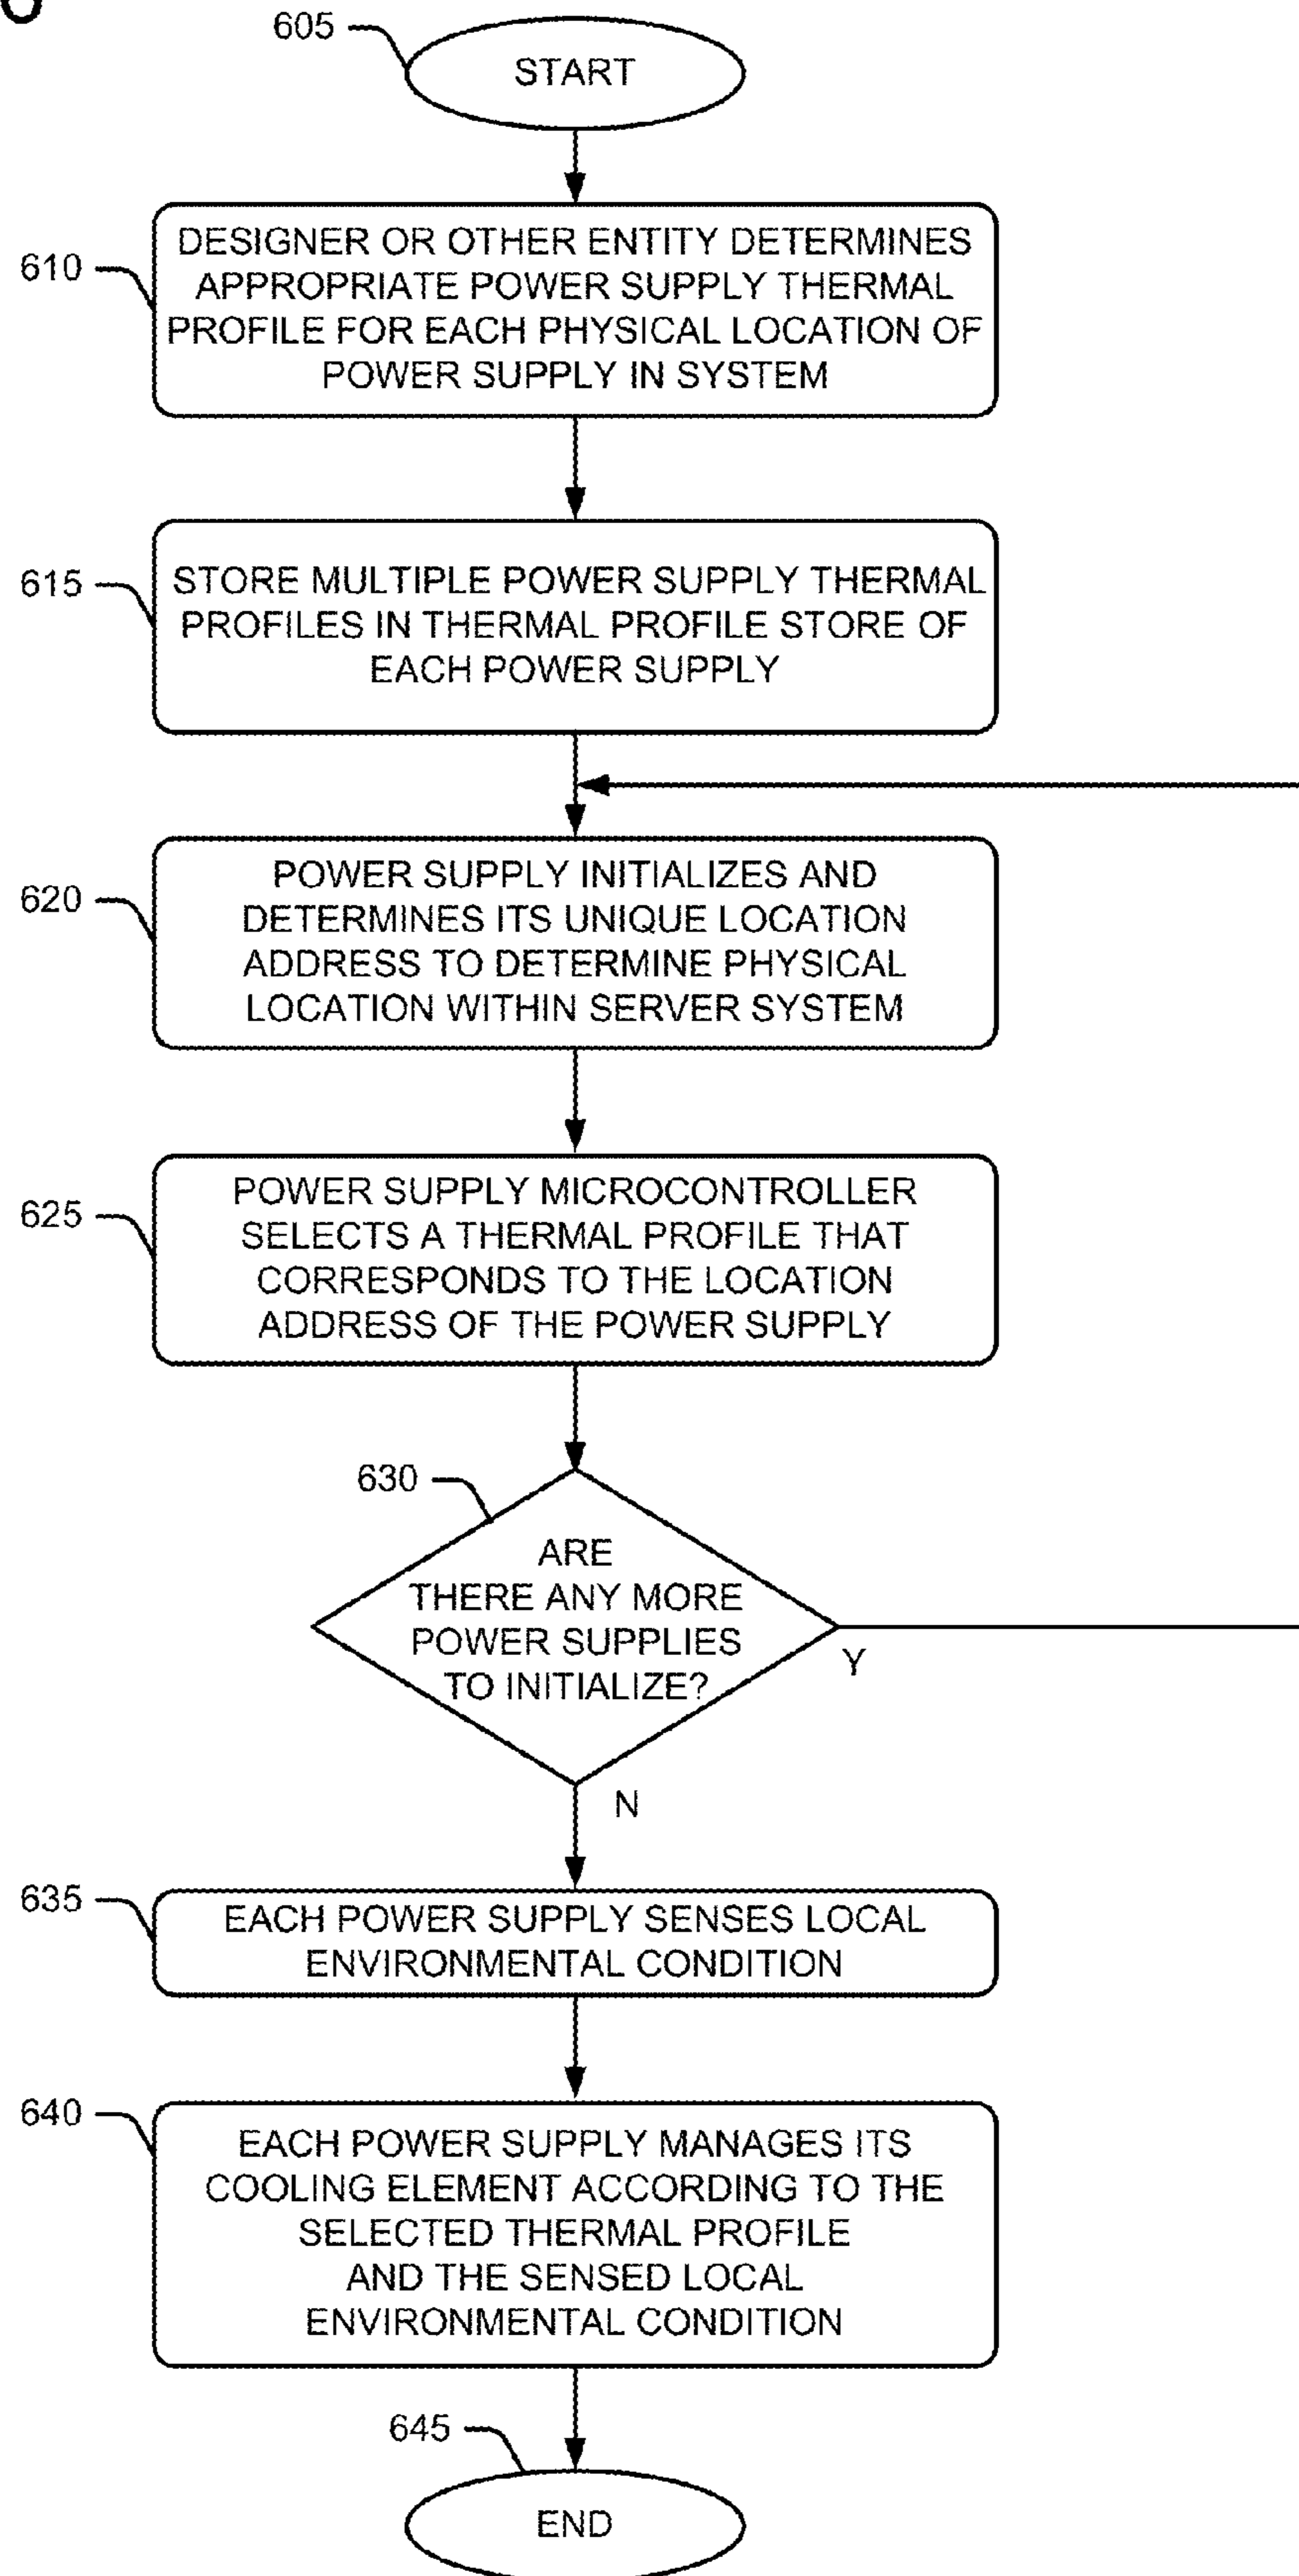 605
START
610
DESIGNER OR OTHER ENTITY DETERMINES
APPROPRIATE POWER SUPPLY THERMAL
PROFILE FOR EACH PHYSICAL LOCATION OF
POWER SUPPLY IN SYSTEM
615
STORE MULTIPLE POWER SUPPLY THERMAL
PROFILES IN THERMAL PROFILE STORE OF
EACH POWER SUPPLY
620
POWER SUPPLY INITIALIZES AND
DETERMINES ITS UNIQUE LOCATION
ADDRESS TO DETERMINE PHYSICAL
LOCATION WITHIN SERVER SYSTEM
625
POWER SUPPLY MICROCONTROLLER
SELECTS A THERMAL PROFILE THAT
CORRESPONDS TO THE LOCATION
ADDRESS OF THE POWER SUPPLY
630
ARE
THERE ANY MORE
POWER SUPPLIES
TO INITIALIZE?
Y
N
635
EACH POWER SUPPLY SENSES LOCAL
ENVIRONMENTAL CONDITION
640
EACH POWER SUPPLY MANAGES ITS
COOLING ELEMENT ACCORDING TO THE
SELECTED THERMAL PROFILE
AND THE SENSED LOCAL
ENVIRONMENTAL CONDITION
645
END